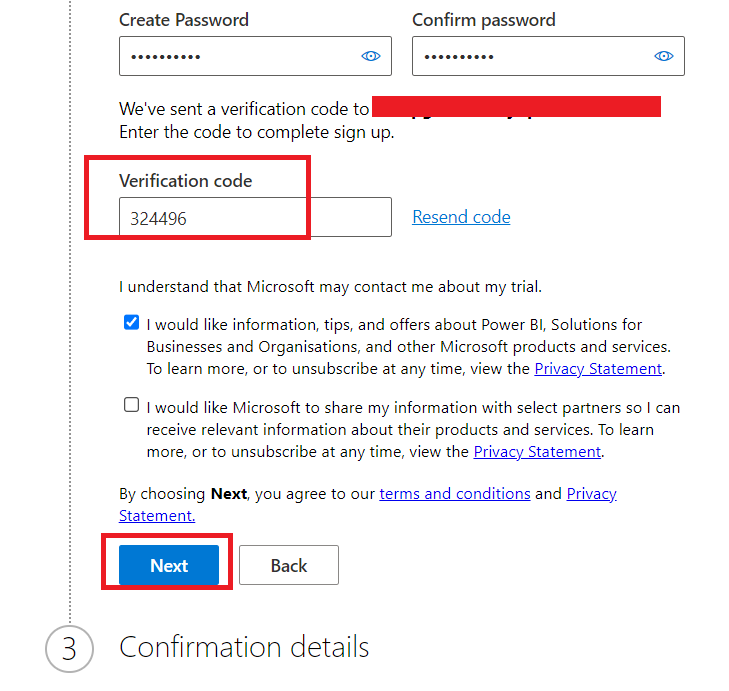 Create Password Confirm password
•••••••••• ••••••••••
We've sent a verification code to
Enter the code to complete sign up.
Verification code
324496 Resend code
I understand that Microsoft may contact me about my trial.
I would like information, tips, and offers about Power BI, Solutions for
Businesses and Organisations, and other Microsoft products and services.
To learn more, or to unsubscribe at any time, view the Privacy Statement.
I would like Microsoft to share my information with select partners so I can
receive relevant information about their products and services. To learn
more, or to unsubscribe at any time, view the Privacy Statement.
By choosing Next, you agree to our terms and conditions and Privacy
Statement.
Next Back
3 Confirmation details